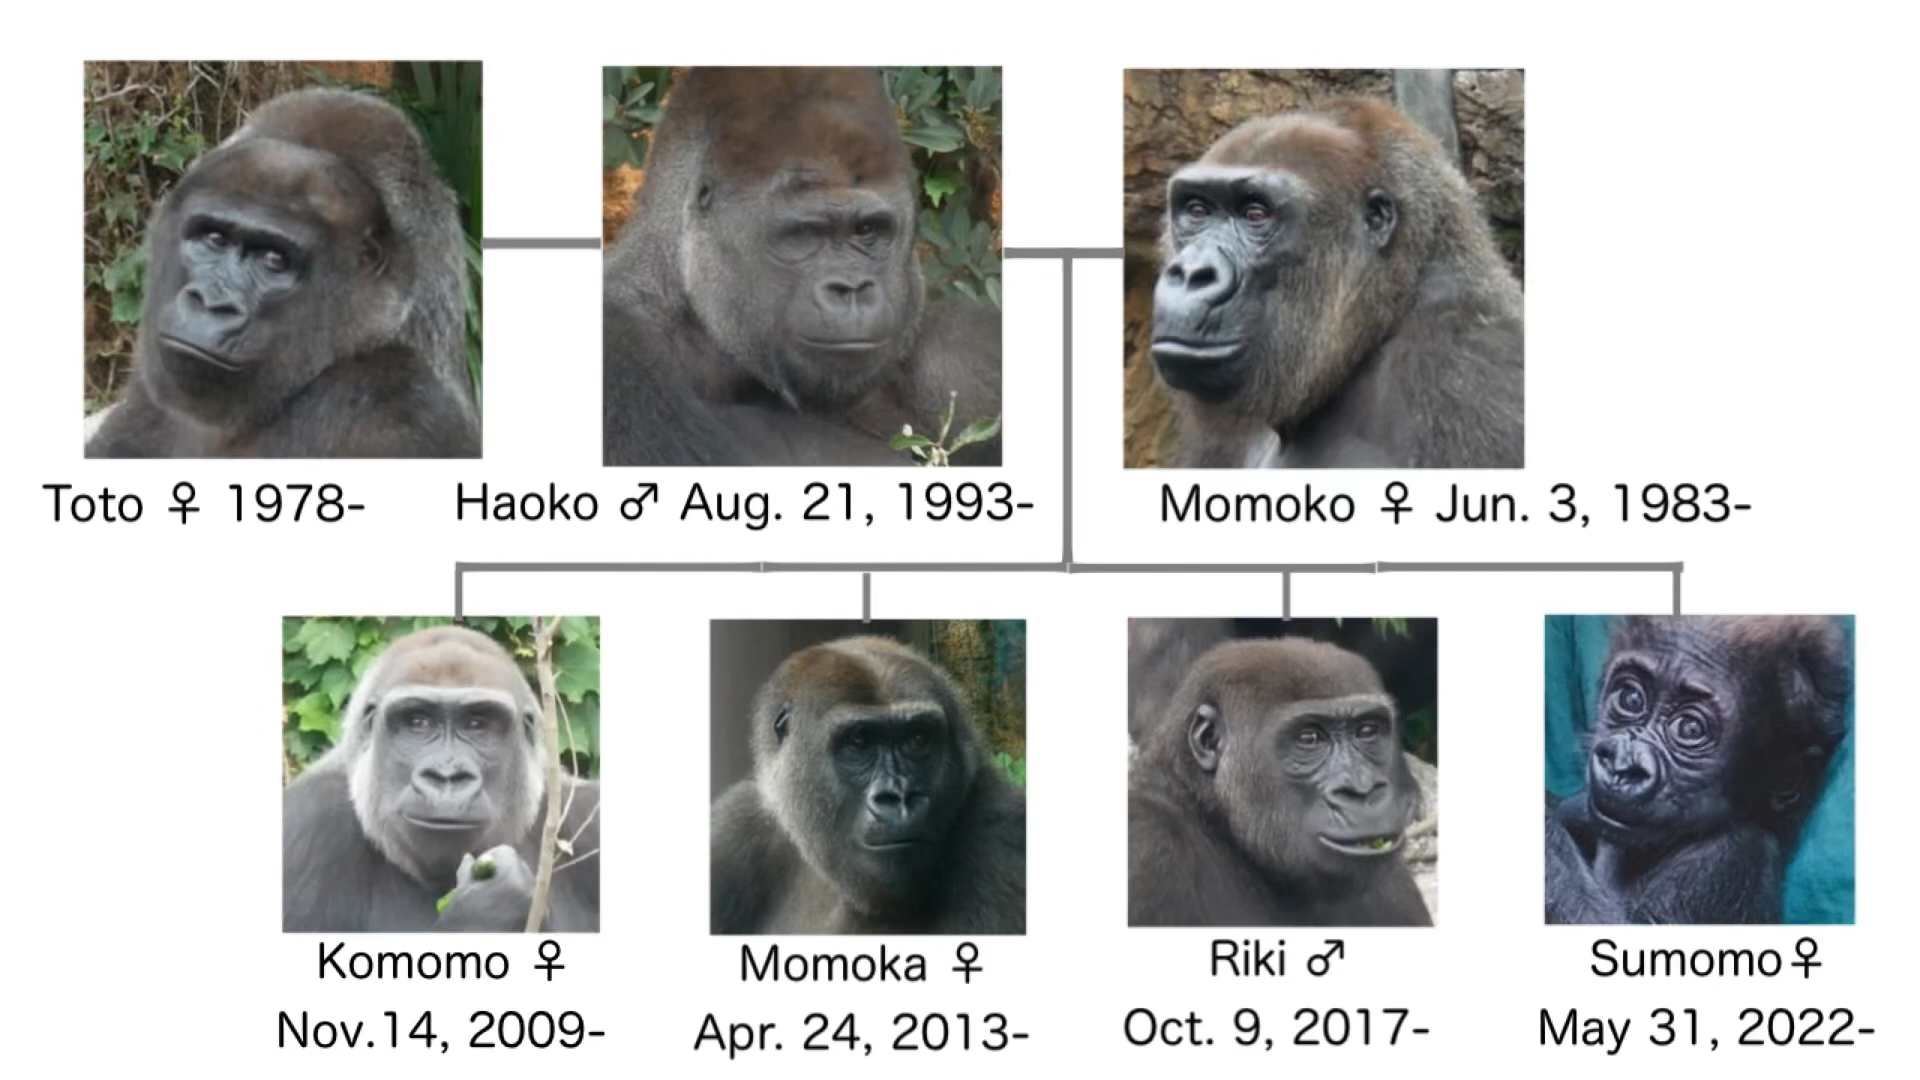 Toto ♀ 1978-
Haoko ♂ Aug. 21, 1993-
Momoko ♀ Jun. 3, 1983-
Komomo ♀
Nov.14, 2009-
Momoka ♀
Apr. 24, 2013-
Riki ♂
Oct. 9, 2017-
Sumomo♀
May 31, 2022-